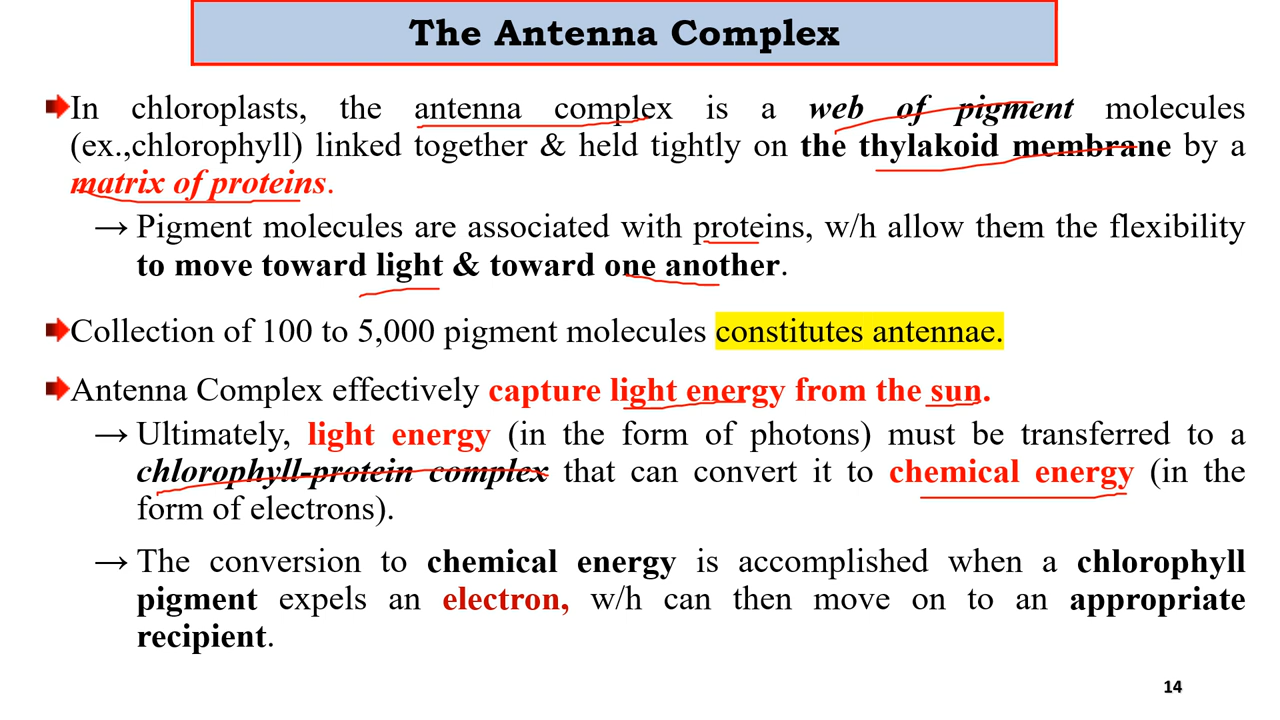 The Antenna Complex
In chloroplasts, the antenna complex is a web of pigment molecules
(ex.,chlorophyll) linked together & held tightly on the thylakoid membrane by a
matrix of proteins.
→ Pigment molecules are associated with proteins, w/h allow them the flexibility
to move toward light & toward one another.
Collection of 100 to 5,000 pigment molecules constitutes antennae.
Antenna Complex effectively capture light energy from the sun.
→ Ultimately, light energy (in the form of photons) must be transferred to a
chlorophyll-protein complex that can convert it to chemical energy (in the
form of electrons).
→ The conversion to chemical energy is accomplished when a chlorophyll
pigment expels an electron, w/h can then move on to an appropriate
recipient.
14